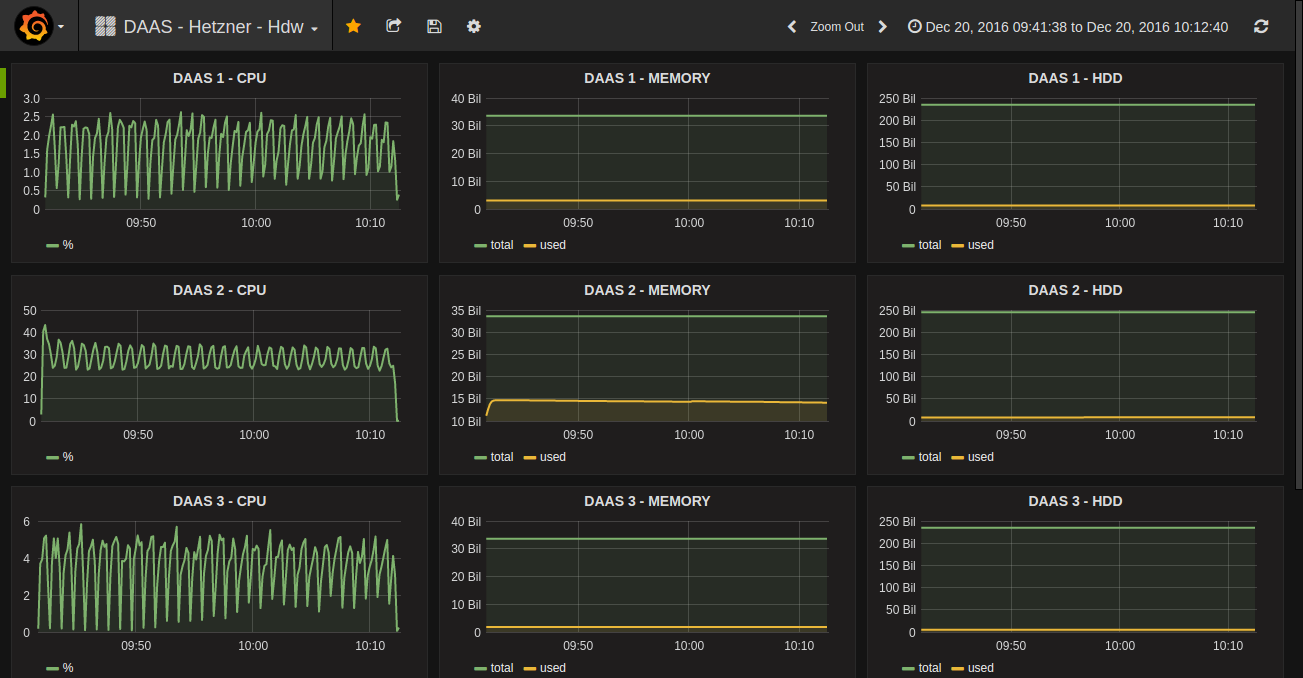 DAAS - Hetzner - Hdw
Zoom Out
Dec 20, 2016 09:41:38 to Dec 20, 2016 10:12:40
DAAS 1 - CPU
3.0
2.5
2.0
1.5
1.0
0.5
0
09:50 10:00 10:10
%
DAAS 1 - MEMORY
40 Bil
30 Bil
20 Bil
10 Bil
0
09:50 10:00 10:10
total used
DAAS 1 - HDD
250 Bil
200 Bil
150 Bil
100 Bil
50 Bil
0
09:50 10:00 10:10
total used
DAAS 2 - CPU
50
40
30
20
10
0
09:50 10:00 10:10
%
DAAS 2 - MEMORY
35 Bil
30 Bil
25 Bil
20 Bil
15 Bil
10 Bil
09:50 10:00 10:10
total used
DAAS 2 - HDD
250 Bil
200 Bil
150 Bil
100 Bil
50 Bil
0
09:50 10:00 10:10
total used
DAAS 3 - CPU
6
4
2
0
09:50 10:00 10:10
%
DAAS 3 - MEMORY
40 Bil
30 Bil
20 Bil
10 Bil
0
09:50 10:00 10:10
total used
DAAS 3 - HDD
250 Bil
200 Bil
150 Bil
100 Bil
50 Bil
0
09:50 10:00 10:10
total used